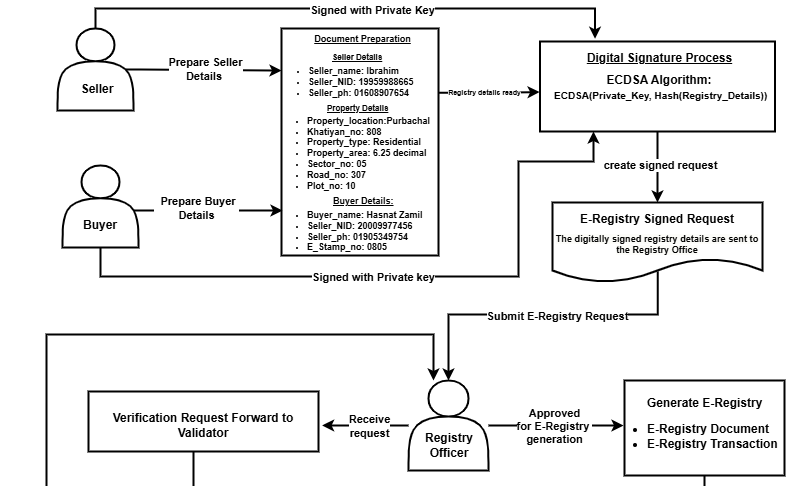 Signed with Private Key
Seller
Prepare Seller
Details
Document Preparation
Seller Details
• Seller_name: Ibrahim
• Seller_NID: 19959988665
• Seller_ph: 01608907654
Property Details
• Property_location:Purbachal
• Khatiyan_no: 808
• Property_type: Residential
• Property_area: 6.25 decimal
• Sector_no: 05
• Road_no: 307
• Plot_no: 10
Buyer Details:
• Buyer_name: Hasnat Zamil
• Seller_NID: 20009977456
• Seller_ph: 01905349754
• E_Stamp_no: 0805
Registry details ready
Digital Signature Process
ECDSA Algorithm:
ECDSA(Private_Key, Hash(Registry_Details))
Buyer
Prepare Buyer
Details
Signed with Private key
create signed request
E-Registry Signed Request
The digitally signed registry details are sent to
the Registry Office
Submit E-Registry Request
Verification Request Forward to
Validator
Receive
request
Registry
Officer
Approved
for E-Registry
generation
Generate E-Registry
• E-Registry Document
• E-Registry Transaction